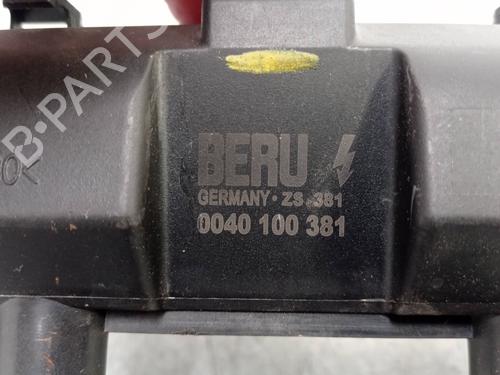 B-PARTS
BERU
GERMANY · ZS 381
0040 100 381